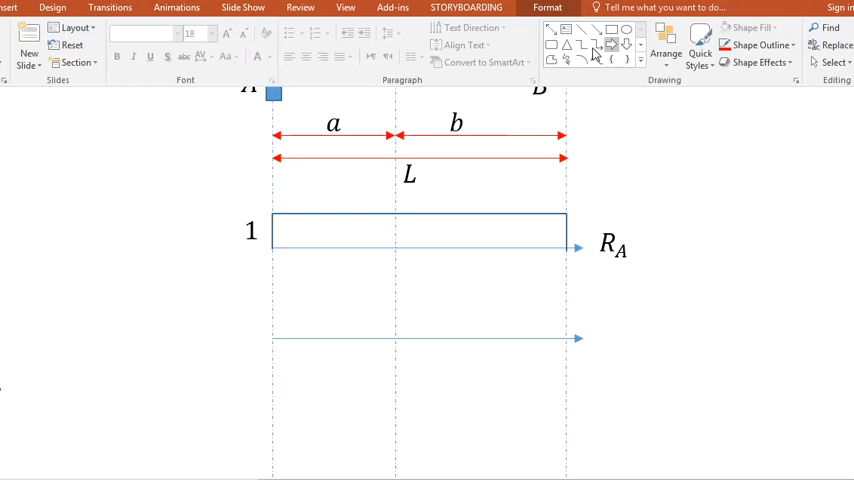 nsert Design Transitions Animations Slide Show Review View Add-ins STORYBOARDING Format Tell me what you want to do... Sign in
18 Text Direction Shape Fill Find
New Slide Layout Reset Section Align Text Convert to SmartArt Arrange Quick Styles Shape Outline Shape Effects Replace Select
B I U S abc AV Aa A
Slides Font Paragraph Drawing Editing
A B
a b
L
1 R_A